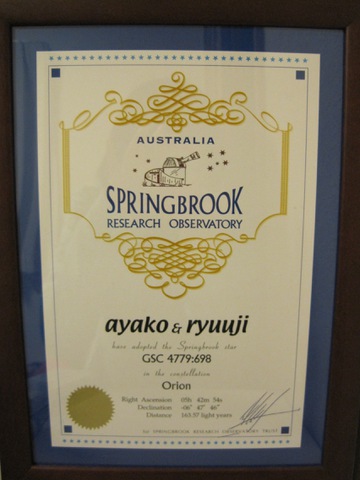 AUSTRALIA
SPRINGBROOK
RESEARCH OBSERVATORY
ayako & ryuuji
have adopted the Springbrook star
GSC 4779:698
in the constellation
Orion
Right Ascension 05h 42m 54s
Declination -06° 47' 46"
Distance 163.57 light years
for SPRINGBROOK RESEARCH OBSERVATORY TRUST